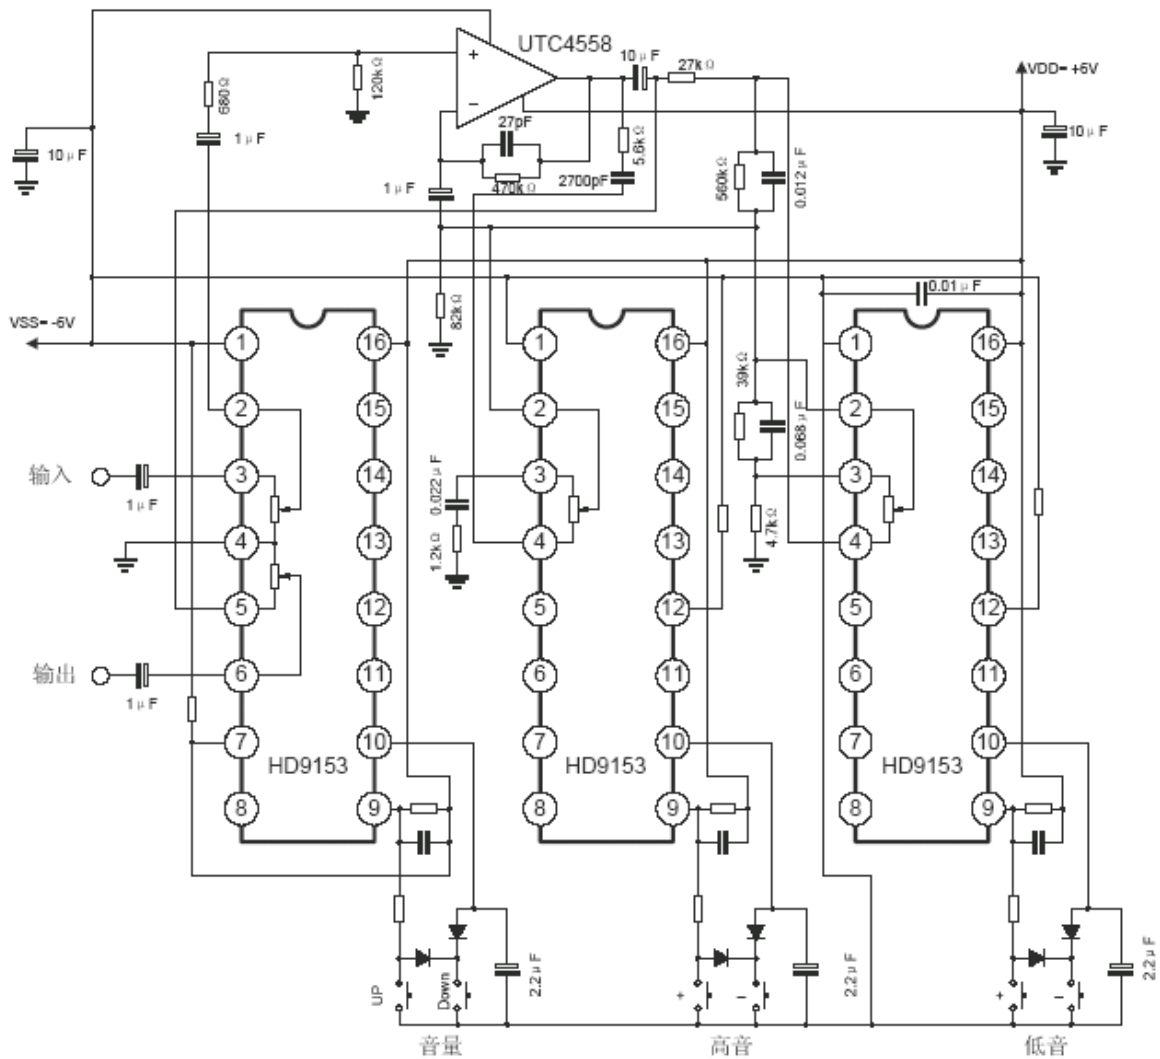 UTC4558
10μF
27kΩ
VDD= +6V
680Ω
120kΩ
1μF
10μF
27pF
470kΩ
5.6kΩ
2700pF
1μF
560kΩ
0.012μF
10μF
82kΩ
0.01μF
VSS= -6V
1 16
2 15
3 14
4 13
5 12
6 11
7 10
8 9
HD9153
1 16
2 15
3 14
4 13
5 12
6 11
7 10
8 9
HD9153
1 16
2 15
3 14
4 13
5 12
6 11
7 10
8 9
HD9153
输入
1μF
输出
1μF
0.022μF
1.2kΩ
39kΩ
0.068μF
4.7kΩ
UP
Down
2.2μF
音量
+
−
2.2μF
高音
+
−
2.2μF
低音
+
−